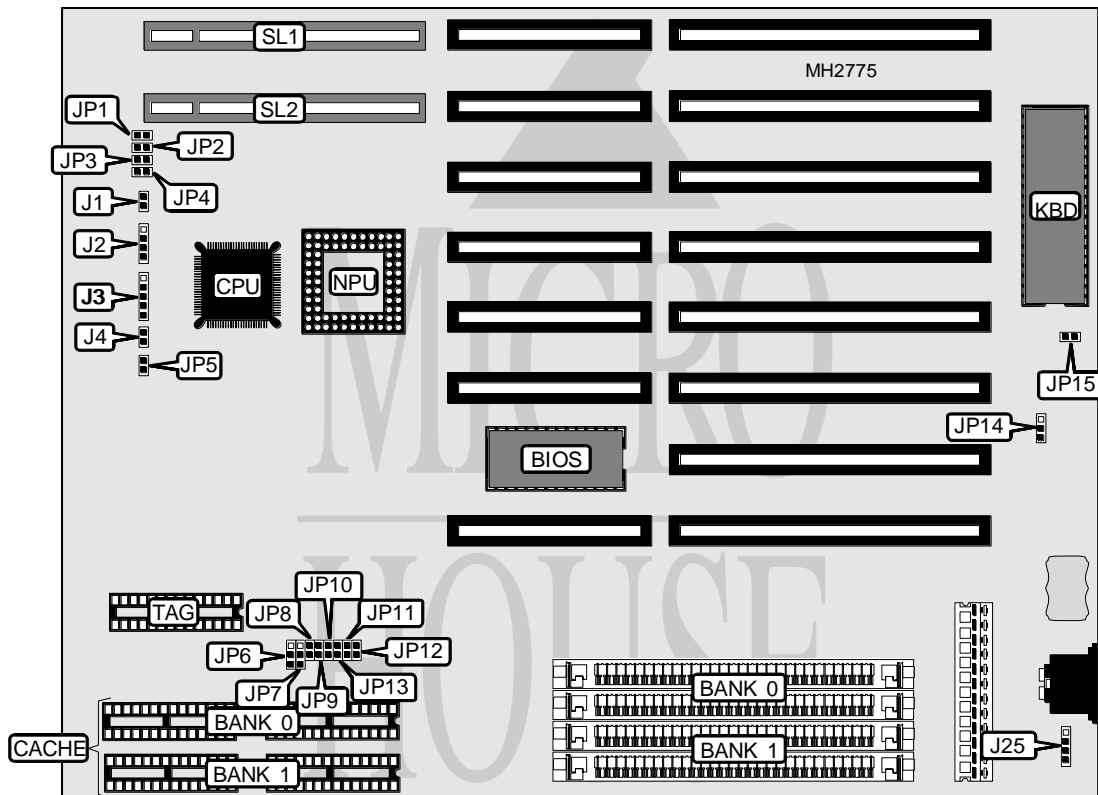 SL1
MH2775
SL2
JP1
JP2
JP3
JP4
J1
KBD
J2
CPU
NPU
J3
J4
JP5
JP15
JP14
BIOS
MICRO
HOUSE
JP10
TAG
JP8
JP11
JP6
JP12
JP7
JP9
JP13
BANK 0
BANK 0
CACHE
J25
BANK 1
BANK 1